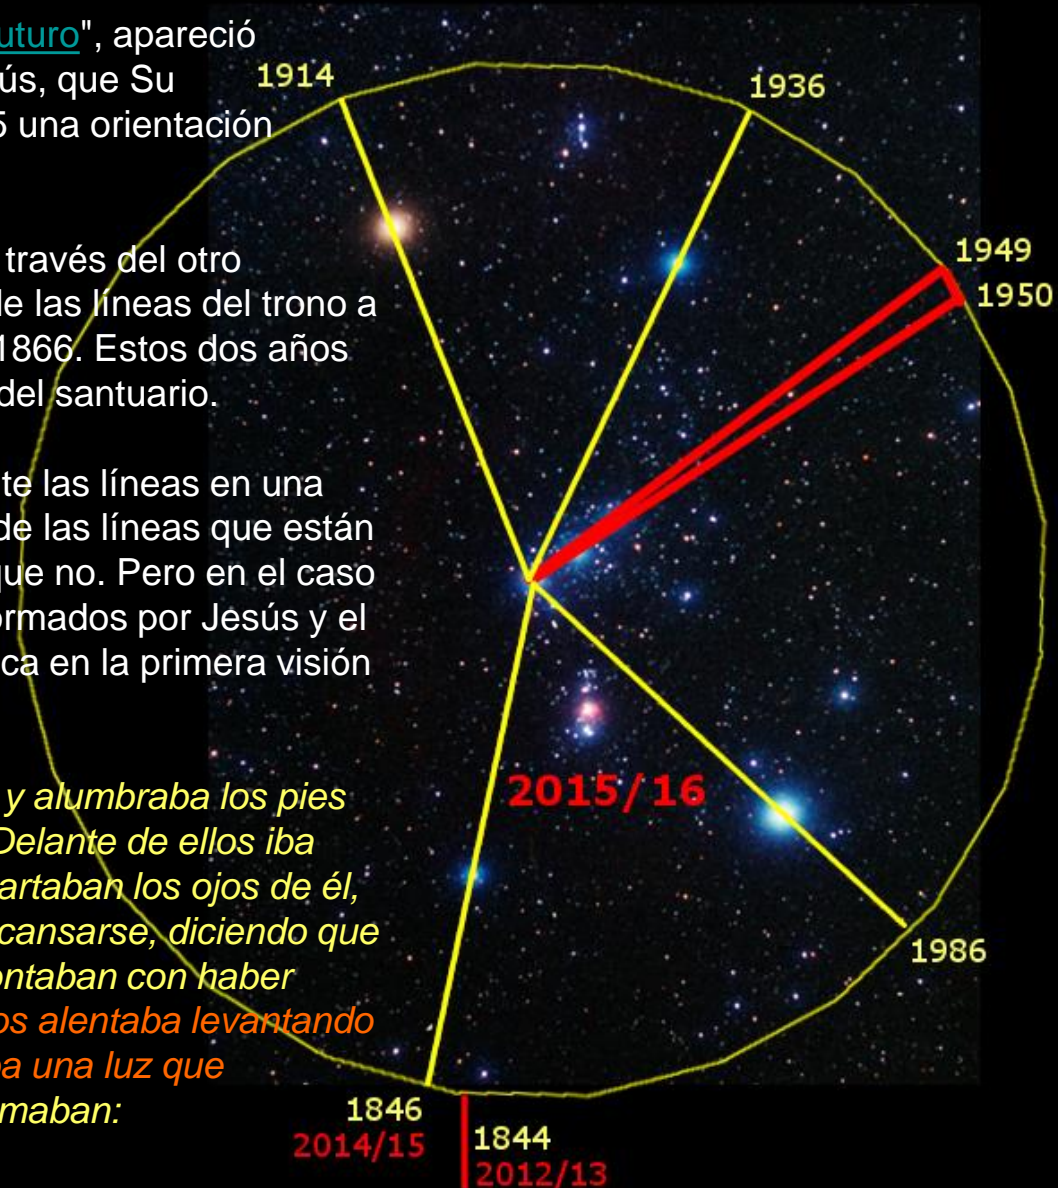 uturo", apareció
ús, que Su
5 una orientación
través del otro
de las líneas del trono a
1866. Estos dos años
del santuario.
te las líneas en una
de las líneas que están
que no. Pero en el caso
ormados por Jesús y el
ca en la primera visión
y alumbraba los pies
Delante de ellos iba
artaban los ojos de él,
cansarse, diciendo que
ontaban con haber
os alentaba levantando
a una luz que
maban:
1914
1936
1949
1950
2015/16
1986
1846
2014/15
1844
2012/13